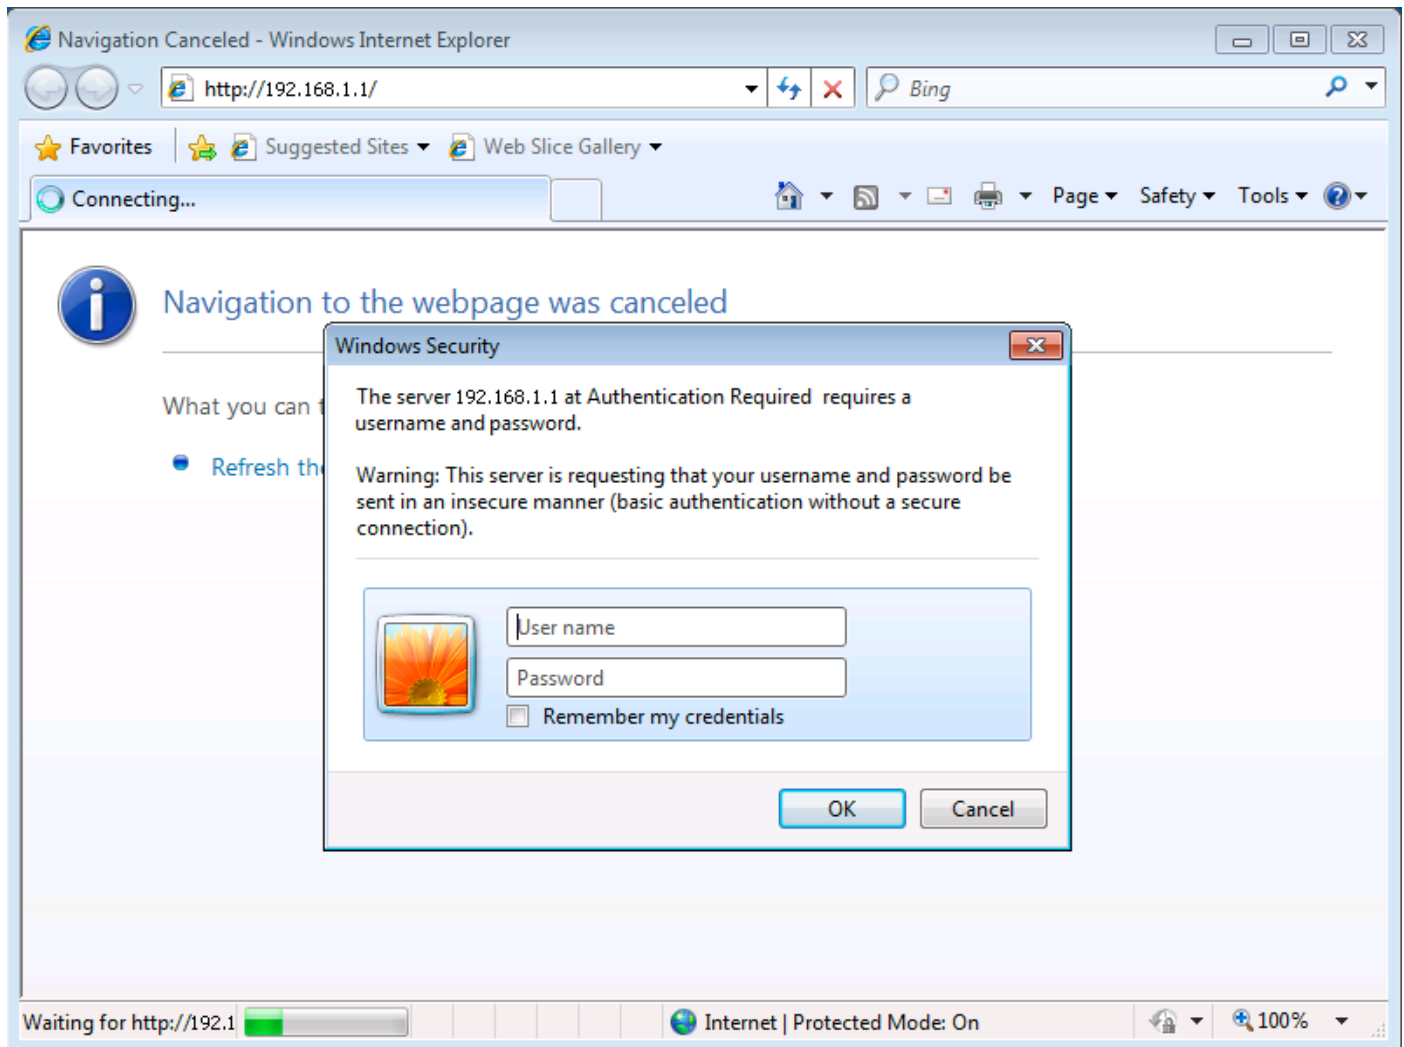 Navigation Canceled - Windows Internet Explorer
http://192.168.1.1/
Bing
Favorites
Suggested Sites
Web Slice Gallery
Connecting...
Page
Safety
Tools
Navigation to the webpage was canceled
What you can
Refresh the
Windows Security
The server 192.168.1.1 at Authentication Required requires a
username and password.
Warning: This server is requesting that your username and password be
sent in an insecure manner (basic authentication without a secure
connection).
User name
Password
Remember my credentials
OK
Cancel
Waiting for http://192.1
Internet | Protected Mode: On
100%